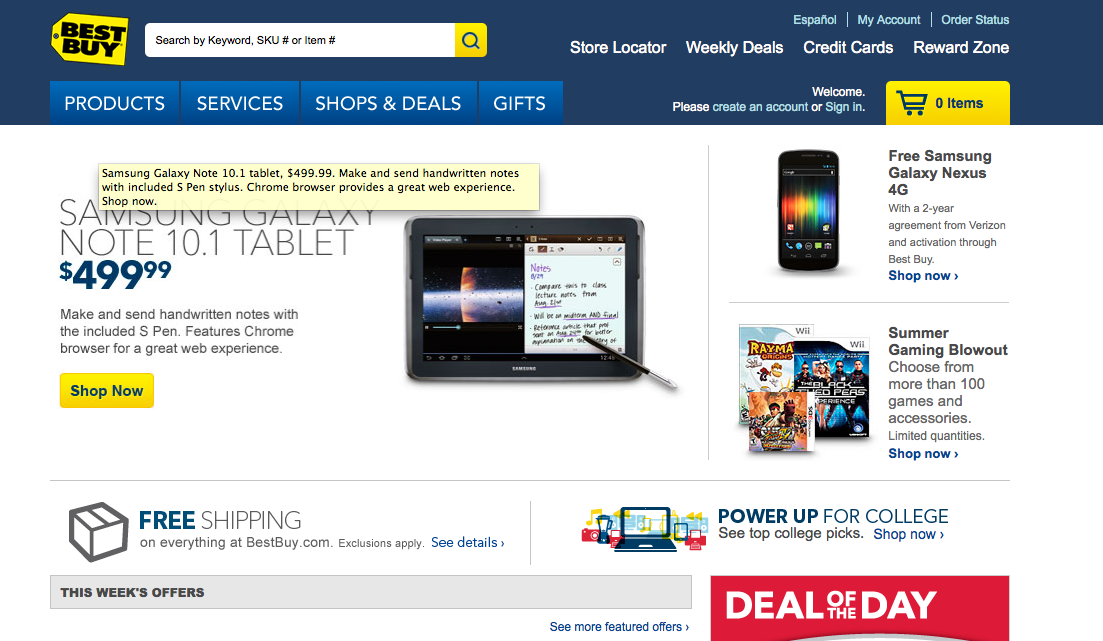 BEST BUY
Search by Keyword, SKU # or Item #
Español
My Account
Order Status
Store Locator
Weekly Deals
Credit Cards
Reward Zone
PRODUCTS
SERVICES
SHOPS & DEALS
GIFTS
Welcome.
Please create an account or Sign in.
0 Items
Samsung Galaxy Note 10.1 tablet, $499.99. Make and send handwritten notes
with included S Pen stylus. Chrome browser provides a great web experience.
Shop now.
SAMSUNG GALAXY
NOTE 10.1 TABLET
$499 99
Make and send handwritten notes with
the included S Pen. Features Chrome
browser for a great web experience.
Shop Now
Notes
8/29
- Compare this to class
lecture notes from
Aug. 21st
- Will be on midterm AND final
- Reference article that prof
sent on Aug 24th for better
explanation on the theory of
12:45
SAMSUNG
Free Samsung
Galaxy Nexus
4G
With a 2-year
agreement from Verizon
and activation through
Best Buy.
Shop now ›
Wii
RAYMAN
ORIGINS
Wii
THE
BLACK
EYED PEAS
EXPERIENCE
UBISOFT
Summer
Gaming Blowout
Choose from
more than 100
games and
accessories.
Limited quantities.
Shop now ›
FREE SHIPPING
on everything at BestBuy.com. Exclusions apply. See details ›
POWER UP FOR COLLEGE
See top college picks. Shop now ›
THIS WEEK'S OFFERS
See more featured offers ›
DEAL OF THE DAY